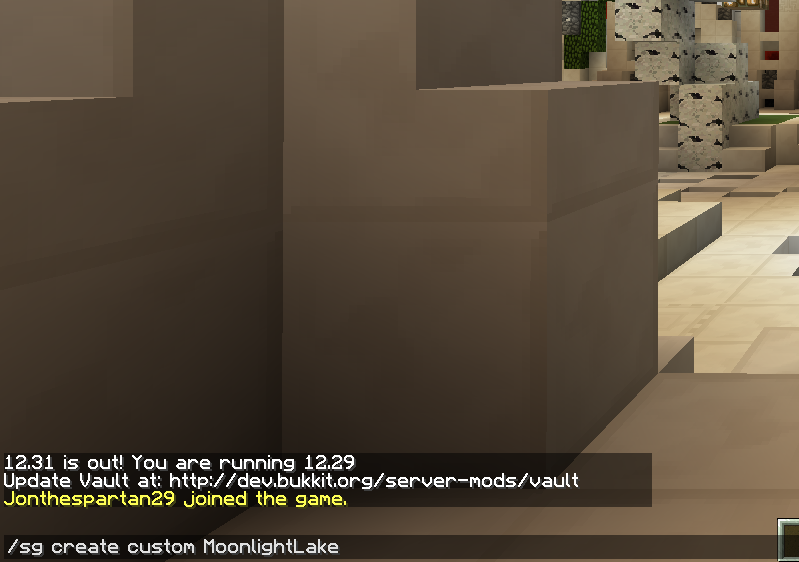 12.31 is out! You are running 12.29
Update Vault at: http://dev.bukkit.org/server-mods/vault
Jonthespartan29 joined the game.
/sg create custom MoonlightLake